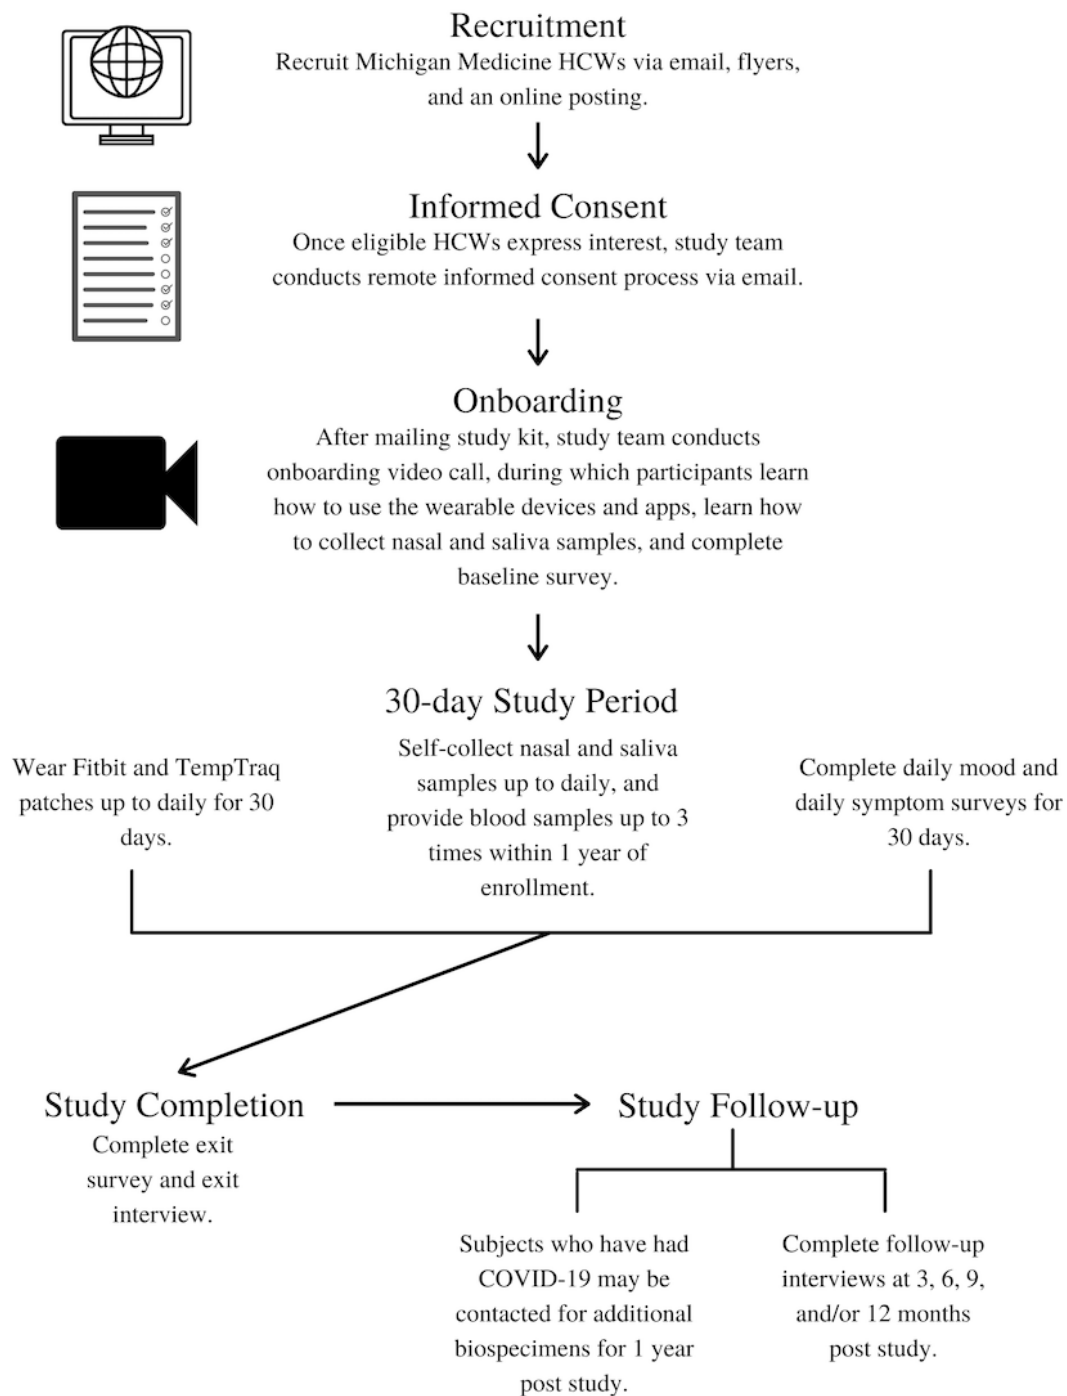 Recruitment
Recruit Michigan Medicine HCWs via email, flyers,
and an online posting.
Informed Consent
Once eligible HCWs express interest, study team
conducts remote informed consent process via email.
Onboarding
After mailing study kit, study team conducts
onboarding video call, during which participants learn
how to use the wearable devices and apps, learn how
to collect nasal and saliva samples, and complete
baseline survey.
30-day Study Period
Wear Fitbit and TempTraq
patches up to daily for 30
days.
Self-collect nasal and saliva
samples up to daily, and
provide blood samples up to 3
times within 1 year of
enrollment.
Complete daily mood and
daily symptom surveys for
30 days.
Study Completion
Complete exit
survey and exit
interview.
Study Follow-up
Subjects who have had
COVID-19 may be
contacted for additional
biospecimens for 1 year
post study.
Complete follow-up
interviews at 3, 6, 9,
and/or 12 months
post study.